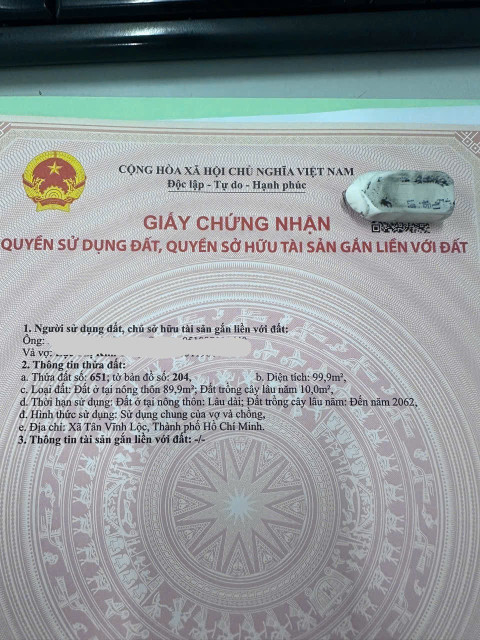 CỘNG HÒA XÃ HỘI CHỦ NGHĨA VIỆT NAM
Độc lập - Tự do - Hạnh phúc
GIẤY CHỨNG NHẬN
QUYỀN SỬ DỤNG ĐẤT, QUYỀN SỞ HỮU TÀI SẢN GẮN LIỀN VỚI ĐẤT
1. Người sử dụng đất, chủ sở hữu tài sản gắn liền với đất:
Ông:
Và vợ:
2. Thông tin thửa đất:
a. Thửa đất số: 651; tờ bản đồ số: 204, b. Diện tích: 99,9m²,
c. Loại đất: Đất ở tại nông thôn 89,9m²; Đất trồng cây lâu năm 10,0m²,
d. Thời hạn sử dụng: Đất ở tại nông thôn: Lâu dài; Đất trồng cây lâu năm: Đến năm 2062,
đ. Hình thức sử dụng: Sử dụng chung của vợ và chồng,
e. Địa chỉ: Xã Tân Vĩnh Lộc, Thành phố Hồ Chí Minh.
3. Thông tin tài sản gắn liền với đất: -/-